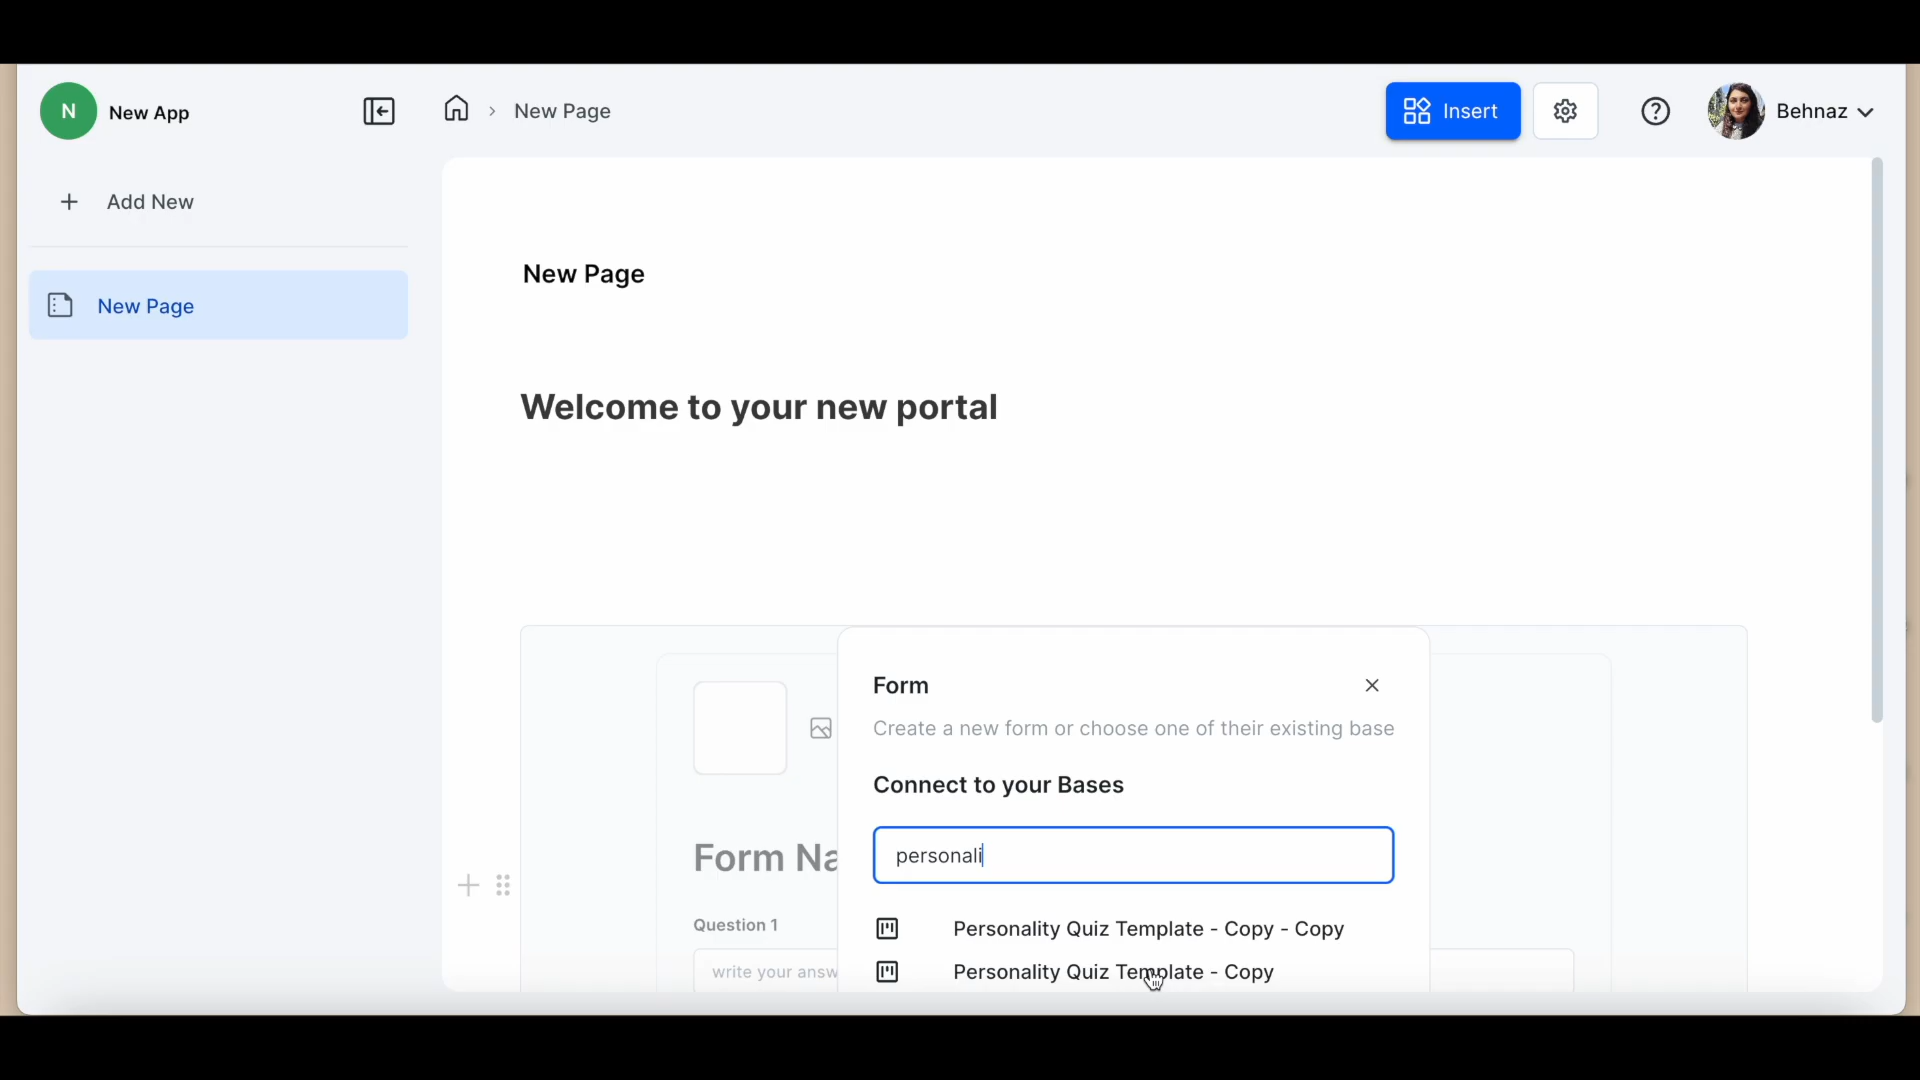 N New App
New Page
Insert
Behnaz
Add New
New Page
New Page
Welcome to your new portal
Form
Create a new form or choose one of their existing base
Connect to your Bases
personali
Form Na
Question 1
Personality Quiz Template - Copy - Copy
write your answ
Personality Quiz Template - Copy